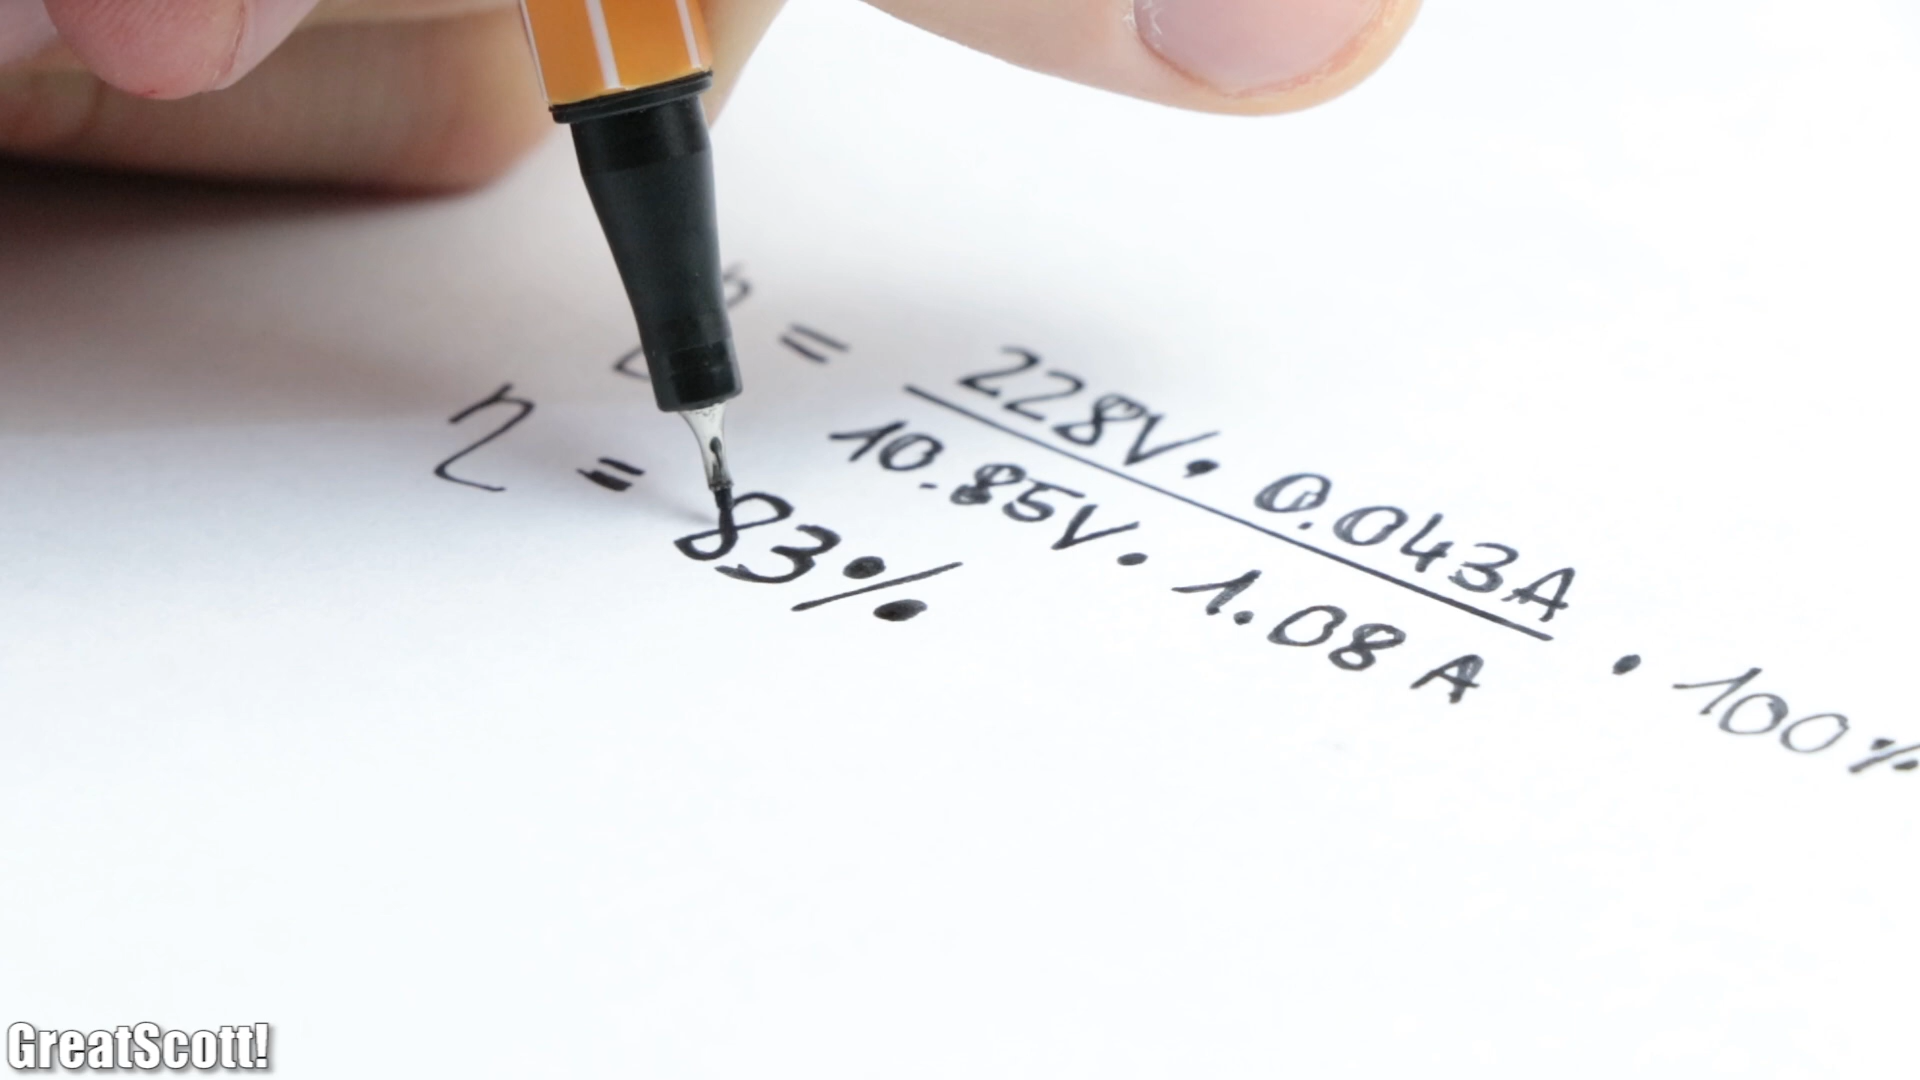 = 228V · 0.043A
10.85V · 1.08 A · 100%
η = 83%
GreatScott!